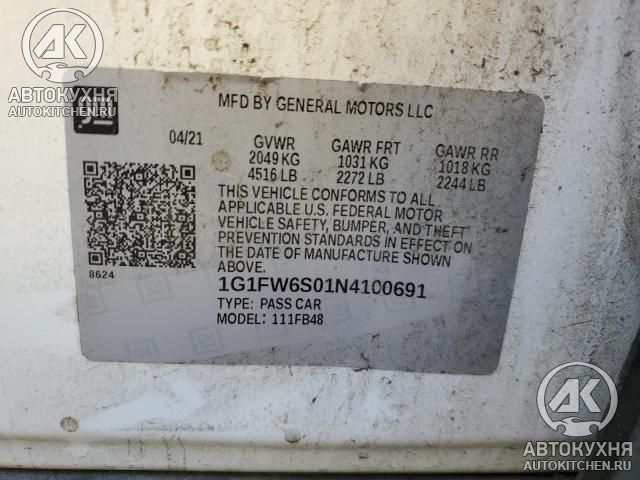 AK
АВТОКУХНЯ
AUTOKITCHEN.RU
MFD BY GENERAL MOTORS LLC
04/21 GVWR GAWR FRT GAWR RR
2049 KG 1031 KG 1018 KG
4516 LB 2272 LB 2244 LB
THIS VEHICLE CONFORMS TO ALL
APPLICABLE U.S. FEDERAL MOTOR
VEHICLE SAFETY, BUMPER, AND THEFT
PREVENTION STANDARDS IN EFFECT ON
THE DATE OF MANUFACTURE SHOWN
ABOVE.
8624
1G1FW6S01N4100691
TYPE: PASS CAR
MODEL: 111FB48
AK
АВТОКУХНЯ
AUTOKITCHEN.RU